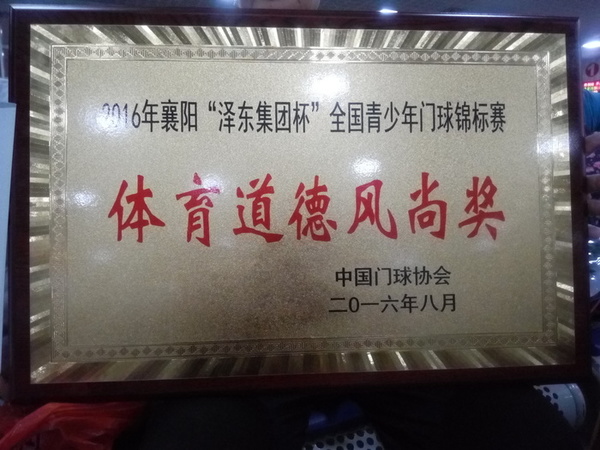 2016年襄阳“泽东集团杯”全国青少年门球锦标赛
体育道德风尚奖
中国门球协会
二0一六年八月